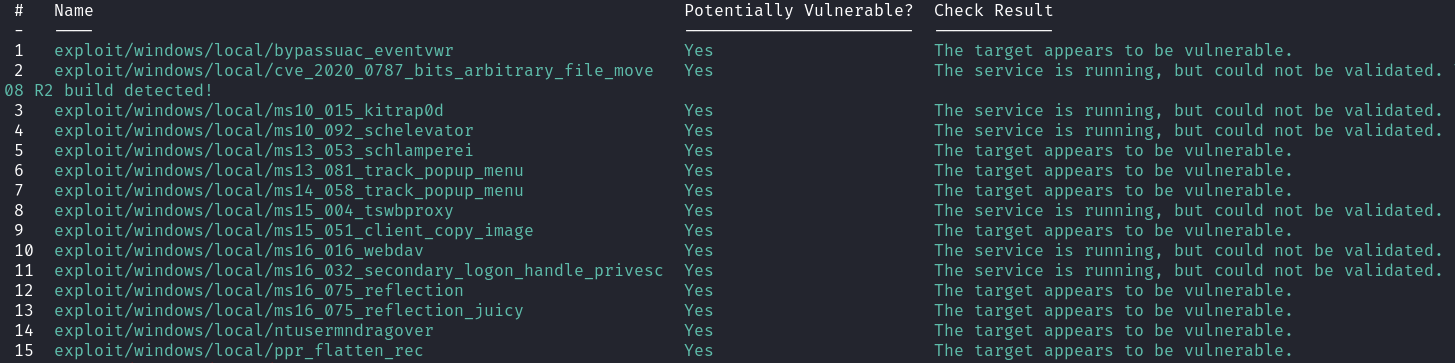 #   Name                                                           Potentially Vulnerable?  Check Result
-   ----                                                           -----------------------  ------------
1   exploit/windows/local/bypassuac_eventvwr                       Yes                      The target appears to be vulnerable.
2   exploit/windows/local/cve_2020_0787_bits_arbitrary_file_move   Yes                      The service is running, but could not be validated.
08 R2 build detected!
3   exploit/windows/local/ms10_015_kitrap0d                        Yes                      The service is running, but could not be validated.
4   exploit/windows/local/ms10_092_schelevator                     Yes                      The service is running, but could not be validated.
5   exploit/windows/local/ms13_053_schlamperei                     Yes                      The target appears to be vulnerable.
6   exploit/windows/local/ms13_081_track_popup_menu                Yes                      The target appears to be vulnerable.
7   exploit/windows/local/ms14_058_track_popup_menu                Yes                      The target appears to be vulnerable.
8   exploit/windows/local/ms15_004_tswbproxy                       Yes                      The service is running, but could not be validated.
9   exploit/windows/local/ms15_051_client_copy_image               Yes                      The target appears to be vulnerable.
10  exploit/windows/local/ms16_016_webdav                          Yes                      The service is running, but could not be validated.
11  exploit/windows/local/ms16_032_secondary_logon_handle_privesc  Yes                      The service is running, but could not be validated.
12  exploit/windows/local/ms16_075_reflection                      Yes                      The target appears to be vulnerable.
13  exploit/windows/local/ms16_075_reflection_juicy                Yes                      The target appears to be vulnerable.
14  exploit/windows/local/ntusermndragover                         Yes                      The target appears to be vulnerable.
15  exploit/windows/local/ppr_flatten_rec                          Yes                      The target appears to be vulnerable.